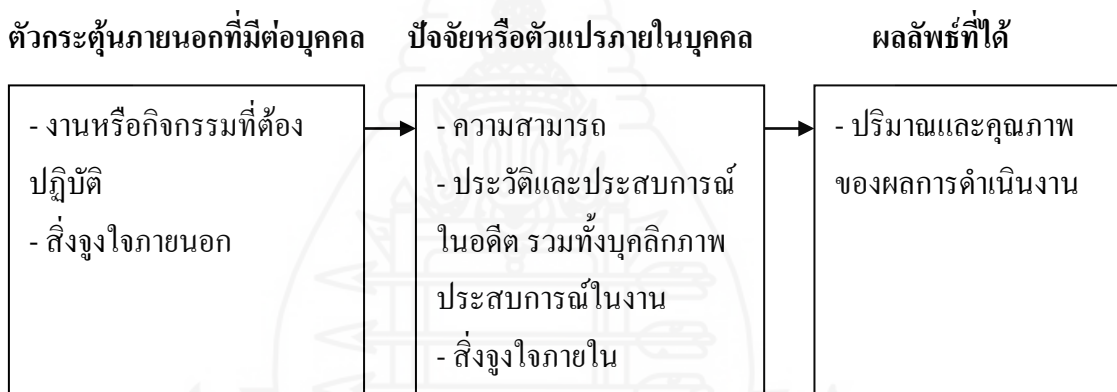 ตัวกระตุ้นภายนอกที่มีต่อบุคคล
ปัจจัยหรือตัวแปรภายในบุคคล
ผลลัพธ์ที่ได้
- งานหรือกิจกรรมที่ต้อง
ปฏิบัติ
- สิ่งจูงใจภายนอก
- ความสามารถ
- ประวัติและประสบการณ์
ในอดีต รวมทั้งบุคลิกภาพ
ประสบการณ์ในงาน
- สิ่งจูงใจภายใน
- ปริมาณและคุณภาพ
ของผลการดำเนินงาน